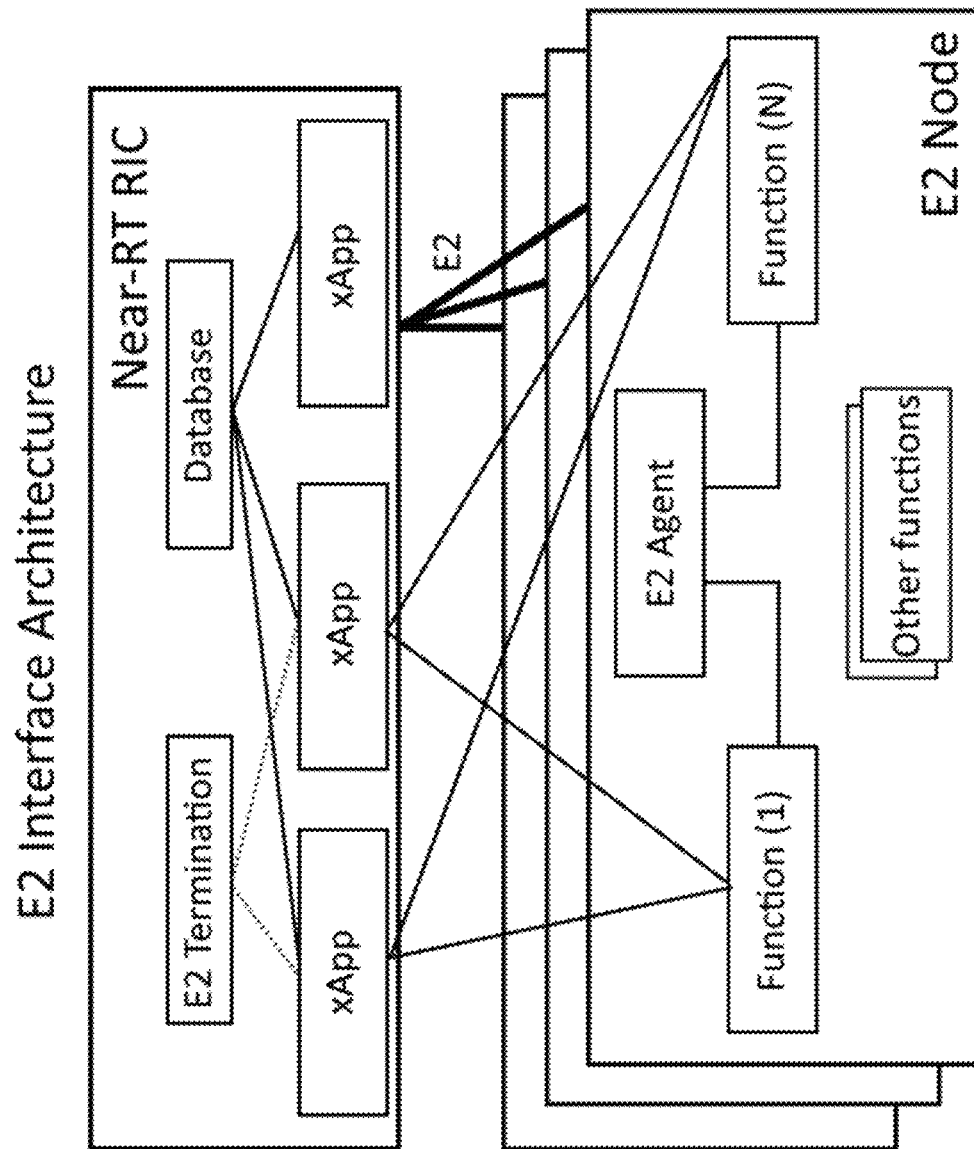 E2 Interface Architecture
Near-RT RIC
E2 Termination
Database
xApp
xApp
xApp
E2
E2 Agent
Function (1)
Function (N)
Other functions
E2 Node